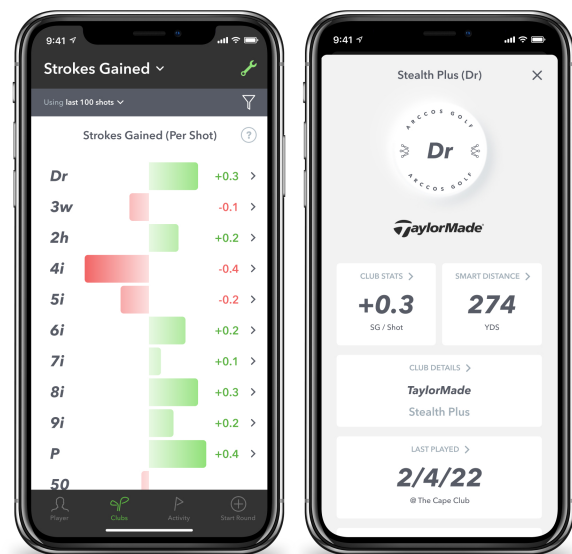 9:41
Strokes Gained
Using last 100 shots
Strokes Gained (Per Shot) ?
Dr +0.3
3w -0.1
2h +0.2
4i -0.4
5i -0.2
6i +0.2
7i +0.1
8i +0.3
9i +0.2
P +0.4
50
Player Clubs Activity Start Round
9:41
Stealth Plus (Dr)
ARCCOS GOLF
Dr
ARCCOS GOLF
TaylorMade
CLUB STATS
+0.3
SG / Shot
SMART DISTANCE
274
YDS
CLUB DETAILS
TaylorMade
Stealth Plus
LAST PLAYED
2/4/22
@ The Cape Club